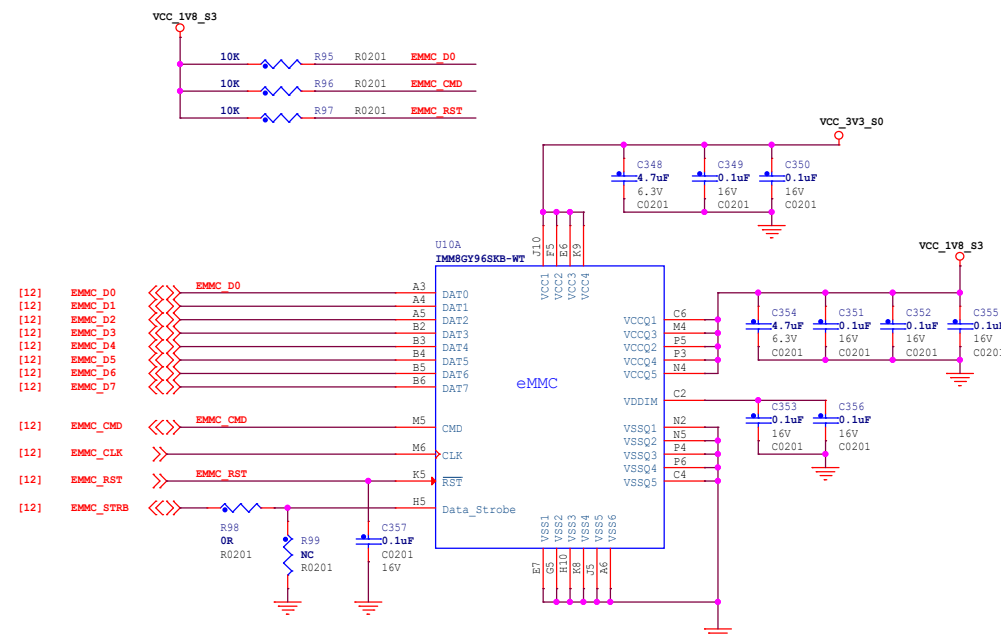 VCC_1V8_S3
10K R95 R0201 EMMC_D0
10K R96 R0201 EMMC_CMD
10K R97 R0201 EMMC_RST
VCC_3V3_S0
C348 C349 C350
4.7uF 0.1uF 0.1uF
6.3V 16V 16V
C0201 C0201 C0201
U10A
IMM8GY96SKB-WT
J10 F5 E6 K9
VCC1 VCC2 VCC3 VCC4
VCC_1V8_S3
[12] EMMC_D0 EMMC_D0 A3 DAT0
[12] EMMC_D1 A4 DAT1
[12] EMMC_D2 A5 DAT2
[12] EMMC_D3 B2 DAT3
[12] EMMC_D4 B3 DAT4
[12] EMMC_D5 B4 DAT5
[12] EMMC_D6 B5 DAT6
[12] EMMC_D7 B6 DAT7
eMMC
VCCQ1 C6
VCCQ3 M4
VCCQ2 P5
VCCQ4 P3
VCCQ5 N4
C354 C351 C352 C355
4.7uF 0.1uF 0.1uF 0.1uF
6.3V 16V 16V 16V
C0201 C0201 C0201 C0201
VDDIM C2
C353 C356
0.1uF 0.1uF
16V 16V
C0201 C0201
[12] EMMC_CMD EMMC_CMD M5 CMD
[12] EMMC_CLK M6 CLK
[12] EMMC_RST EMMC_RST K5 RST
[12] EMMC_STRB H5 Data_Strobe
VSSQ1 N2
VSSQ2 N5
VSSQ3 P4
VSSQ4 P6
VSSQ5 C4
R98
0R
R0201
R99
NC
R0201
C357
0.1uF
C0201
16V
VSS1 VSS2 VSS3 VSS4 VSS5 VSS6
E7 G5 H10 K8 J5 A6